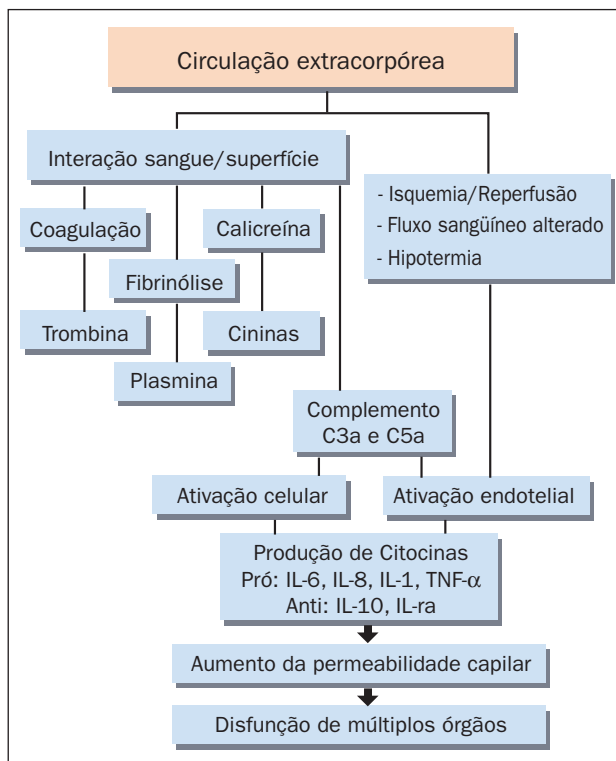 Circulação extracorpórea
Interação sangue/superfície
- Isquemia/Reperfusão
- Fluxo sangüíneo alterado
- Hipotermia
Coagulação
Calicreína
Fibrinólise
Trombina
Cininas
Plasmina
Complemento
C3a e C5a
Ativação celular
Ativação endotelial
Produção de Citocinas
Pró: IL-6, IL-8, IL-1, TNF-α
Anti: IL-10, IL-ra
Aumento da permeabilidade capilar
Disfunção de múltiplos órgãos